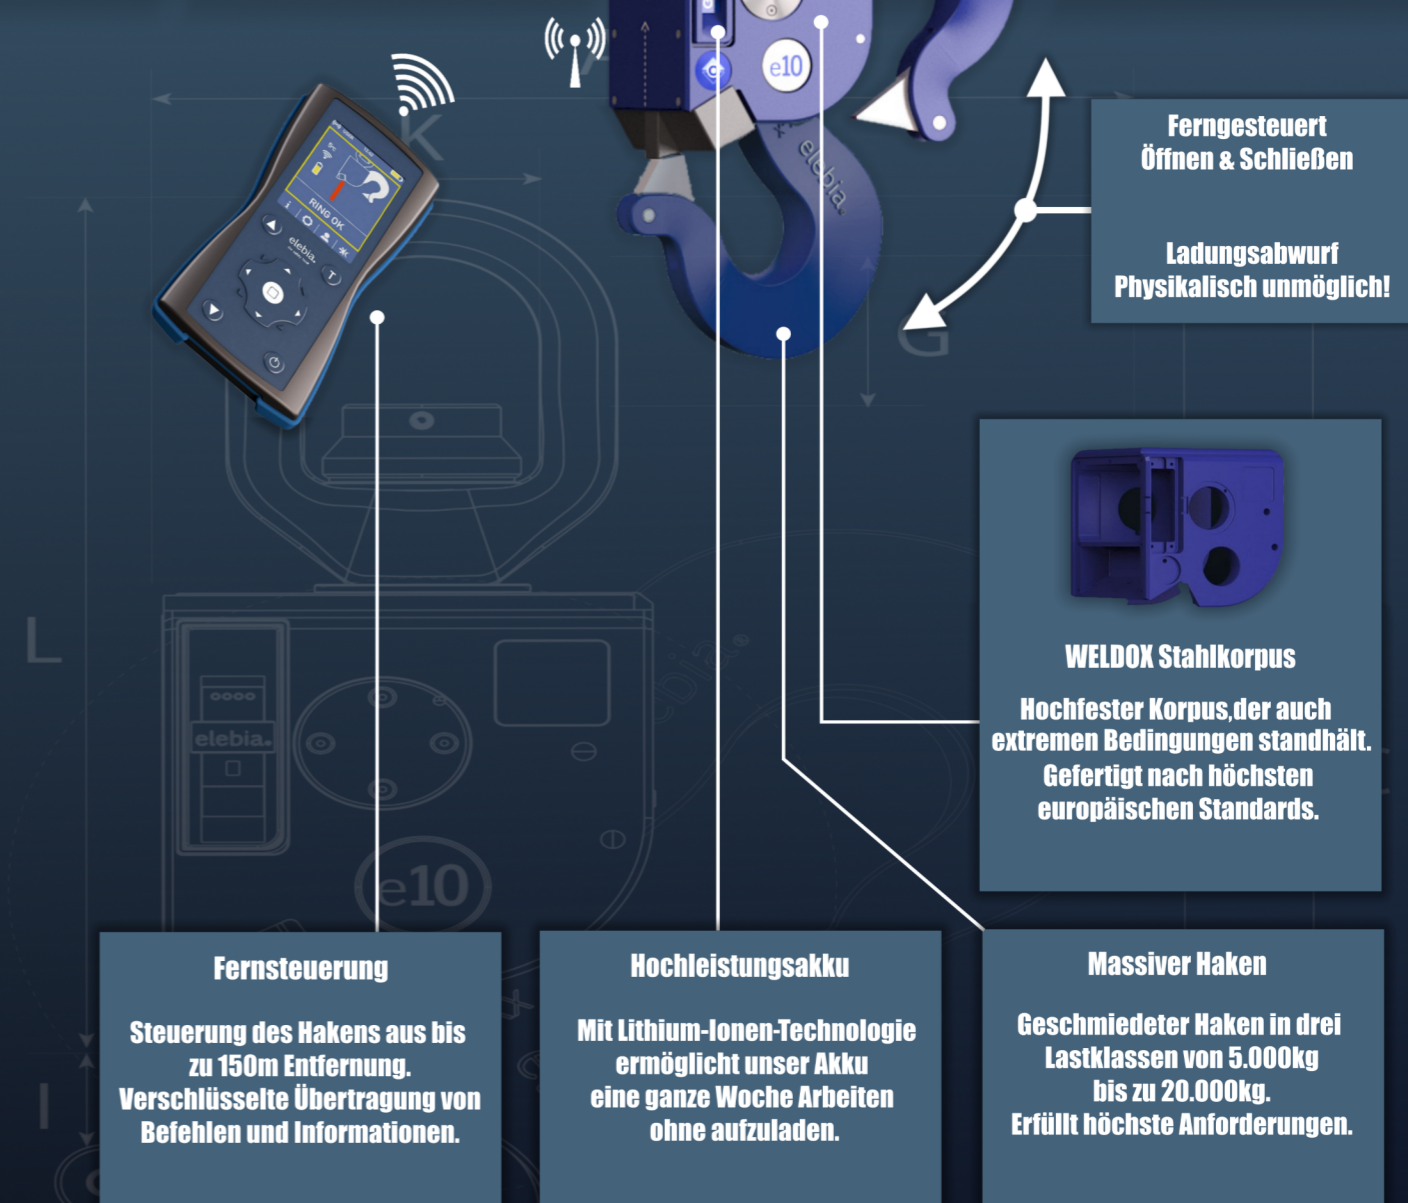 e10
elebia.
K
RING OK
elebia.
T
Ferngesteuert
Öffnen & Schließen
Ladungsabwurf
Physikalisch unmöglich!
G
L
elebia.
e10
I
WELDOX Stahlkorpus
Hochfester Korpus,der auch
extremen Bedingungen standhält.
Gefertigt nach höchsten
europäischen Standards.
Fernsteuerung
Steuerung des Hakens aus bis
zu 150m Entfernung.
Verschlüsselte Übertragung von
Befehlen und Informationen.
Hochleistungsakku
Mit Lithium-Ionen-Technologie
ermöglicht unser Akku
eine ganze Woche Arbeiten
ohne aufzuladen.
Massiver Haken
Geschmiedeter Haken in drei
Lastklassen von 5.000kg
bis zu 20.000kg.
Erfüllt höchste Anforderungen.